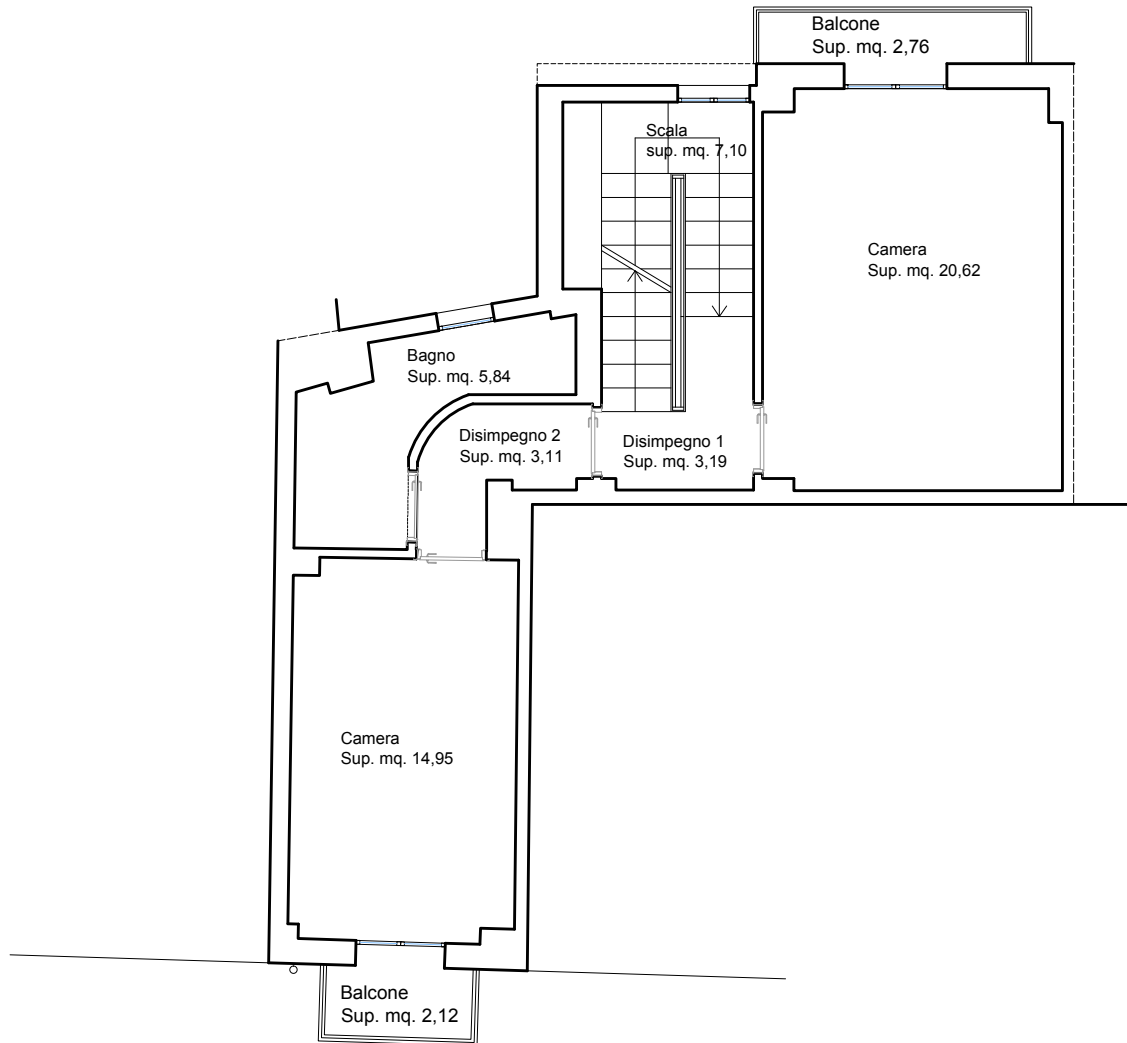 Balcone
Sup. mq. 2,76
Scala
sup. mq. 7,10
Camera
Sup. mq. 20,62
Bagno
Sup. mq. 5,84
Disimpegno 2
Sup. mq. 3,11
Disimpegno 1
Sup. mq. 3,19
Camera
Sup. mq. 14,95
Balcone
Sup. mq. 2,12